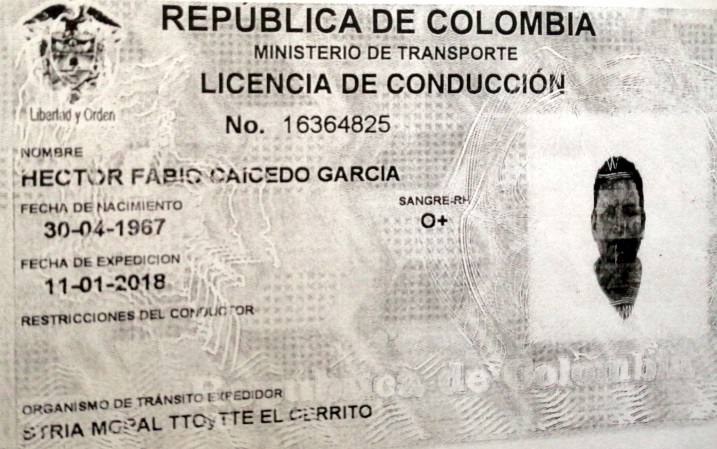 REPÚBLICA DE COLOMBIA
MINISTERIO DE TRANSPORTE
LICENCIA DE CONDUCCIÓN
Libertad y Orden
No. 16364825
NOMBRE
HECTOR FABIO CAICEDO GARCIA
FECHA DE NACIMIENTO
30-04-1967
SANGRE-RH
O+
FECHA DE EXPEDICION
11-01-2018
RESTRICCIONES DEL CONDUCTOR
República de Colombia
ORGANISMO DE TRÁNSITO EXPEDIDOR
STRIA MCPAL TTOYTTE EL CERRITO